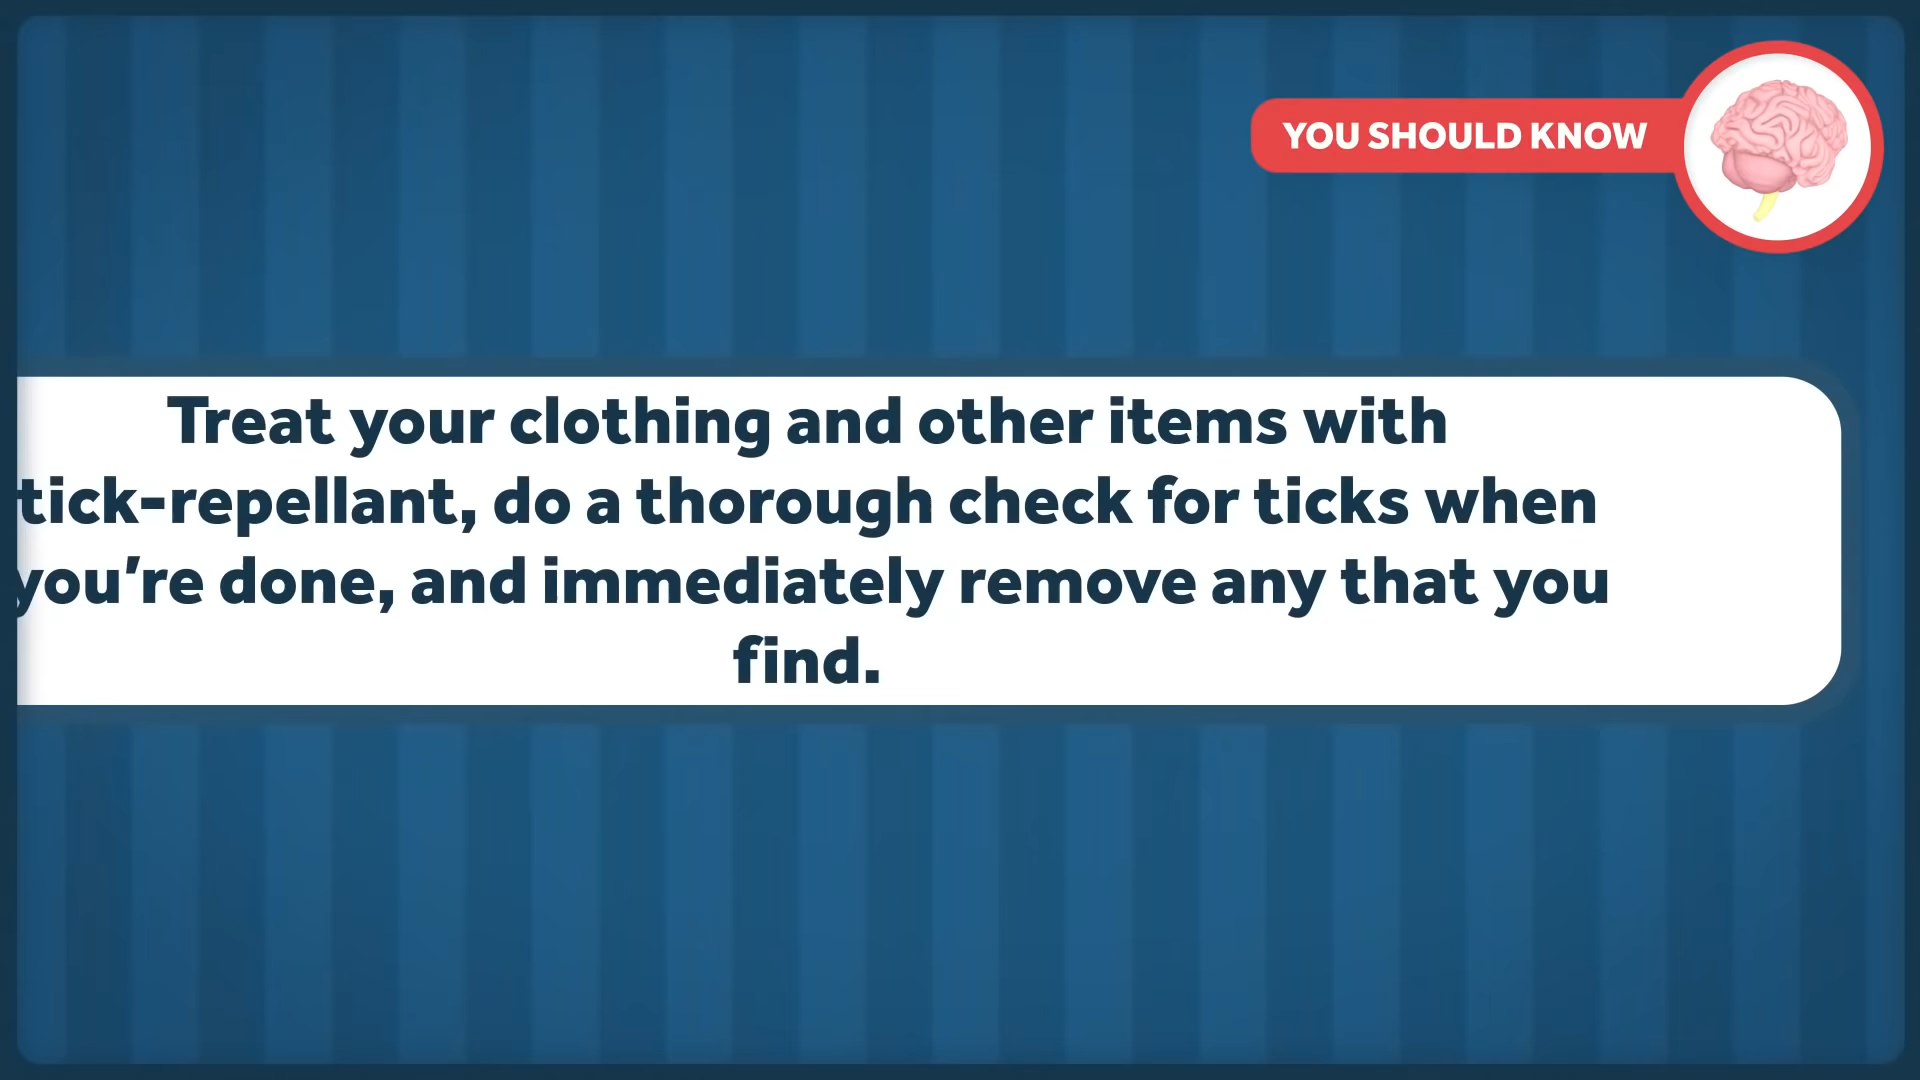 YOU SHOULD KNOW
Treat your clothing and other items with
tick-repellant, do a thorough check for ticks when
you’re done, and immediately remove any that you
find.